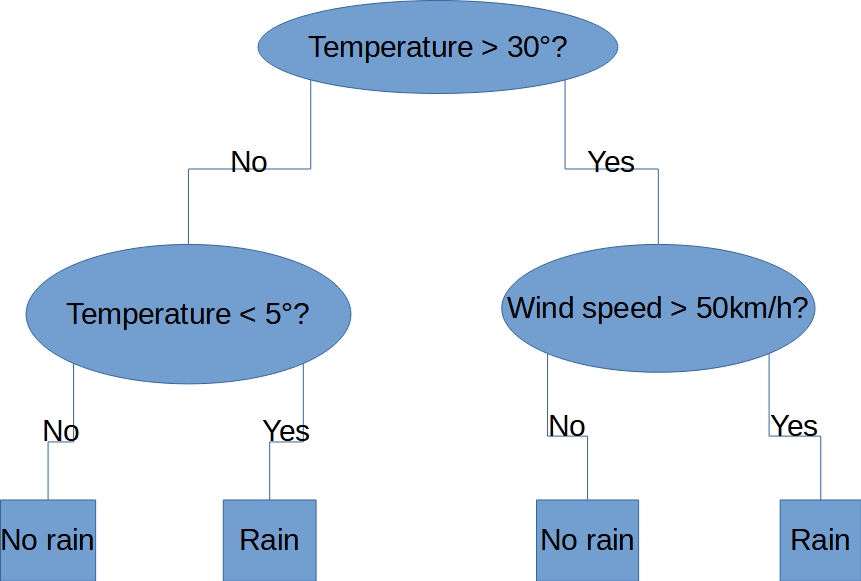 Temperature > 30°?
No
Yes
Temperature < 5°?
Wind speed > 50km/h?
No
Yes
No
Yes
No rain
Rain
No rain
Rain